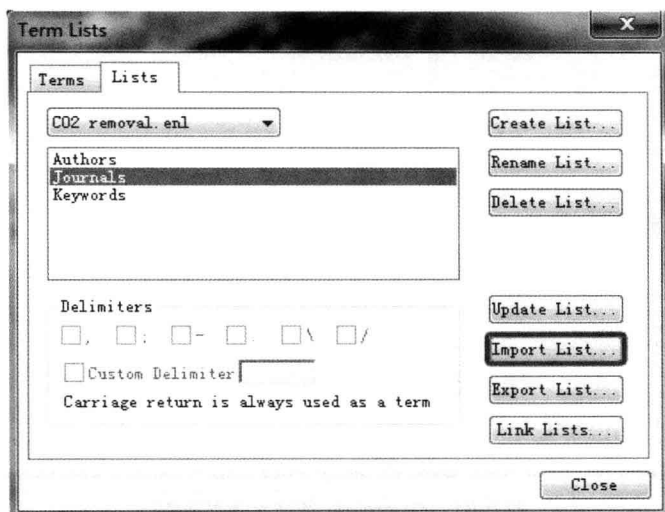 Term Lists
X
Terms
Lists
CO2 removal.enl
Create List...
Authors
Journals
Keywords
Rename List...
Delete List...
Delimiters
, ; - . \ /
Custom Delimiter
Carriage return is always used as a term
Update List...
Import List...
Export List...
Link Lists...
Close